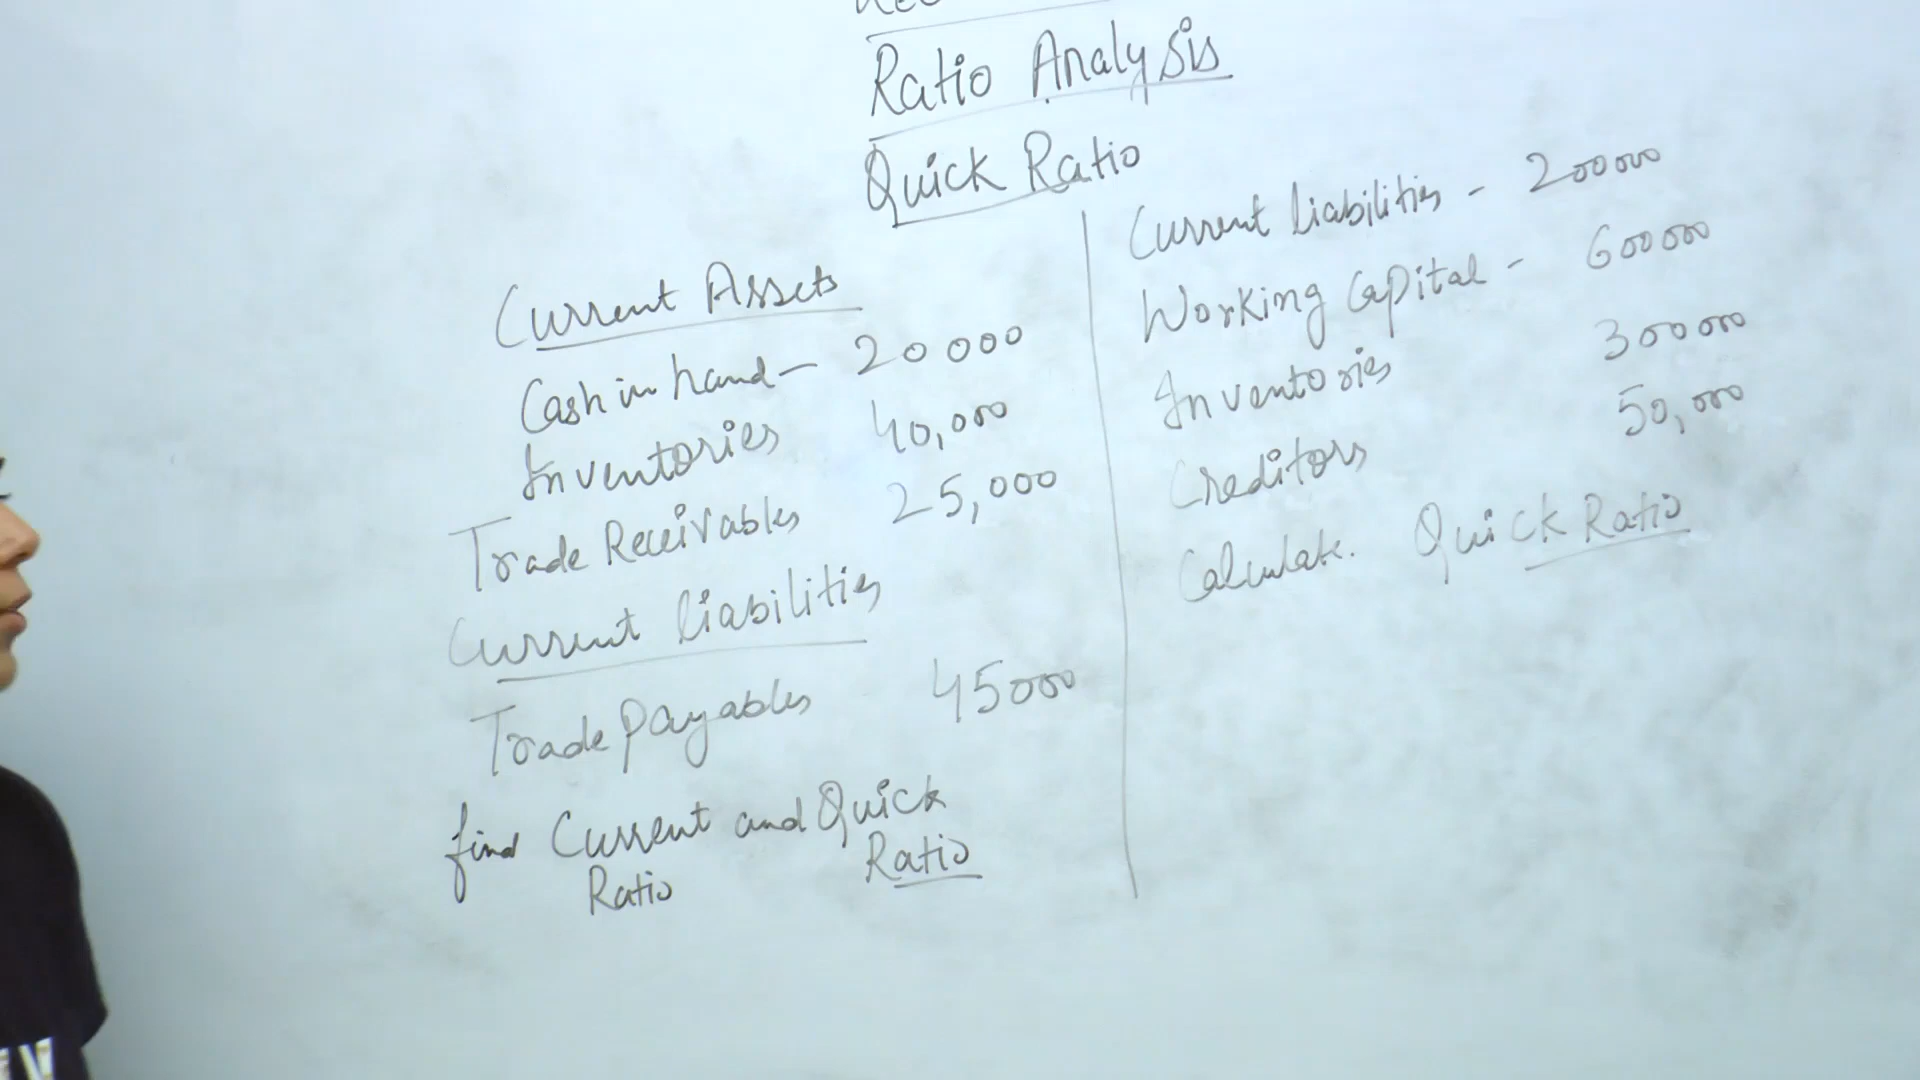 Ratio Analysis
Quick Ratio
Current Assets
Cash in hand - 20000
Inventories 40,000
Trade Receivables 25,000
Current liabilities
Trade payables 45000
find Current and Quick
Ratio Ratio
Current liabilities - 200000
Working Capital - 600000
Inventories 300000
Creditors 50,000
Calculate. Quick Ratio